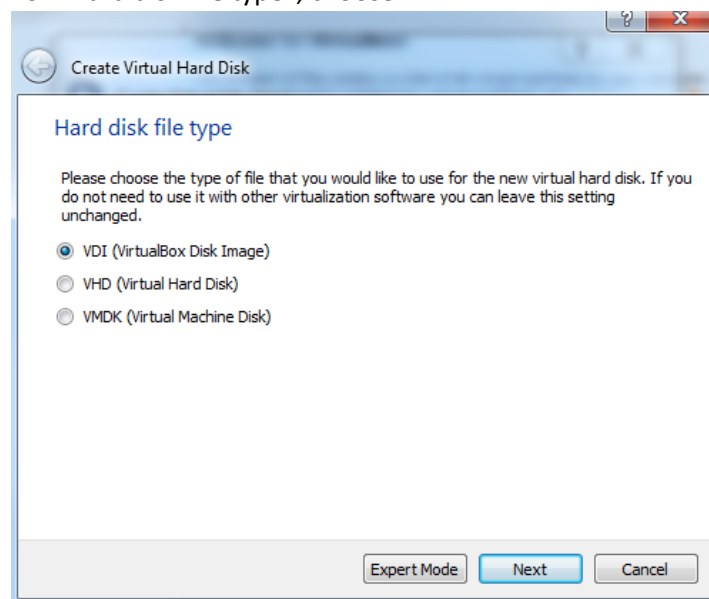 Create Virtual Hard Disk
Hard disk file type
Please choose the type of file that you would like to use for the new virtual hard disk. If you
do not need to use it with other virtualization software you can leave this setting
unchanged.
VDI (VirtualBox Disk Image)
VHD (Virtual Hard Disk)
VMDK (Virtual Machine Disk)
Expert Mode Next Cancel